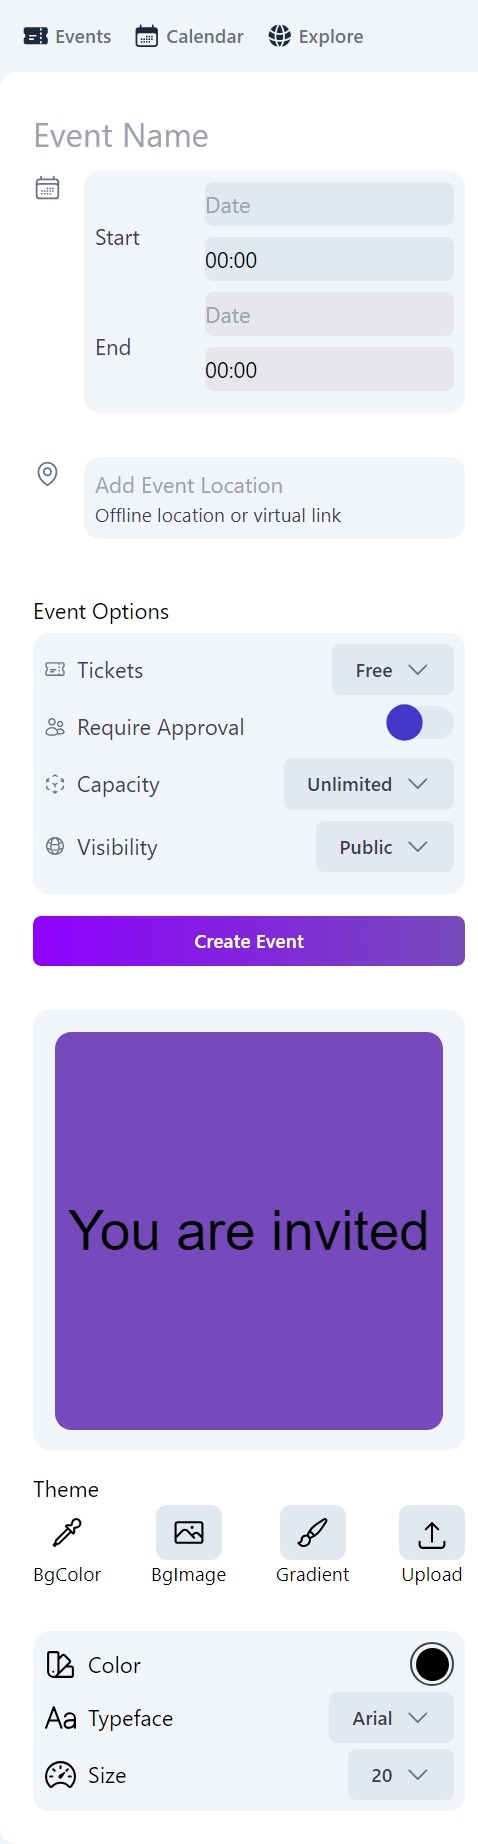 Events Calendar Explore
Event Name
Date
Start
00:00
Date
End
00:00
Add Event Location
Offline location or virtual link
Event Options
Tickets Free
Require Approval
Capacity Unlimited
Visibility Public
Create Event
You are invited
Theme
BgColor BgImage Gradient Upload
Color
Aa Typeface Arial
Size 20